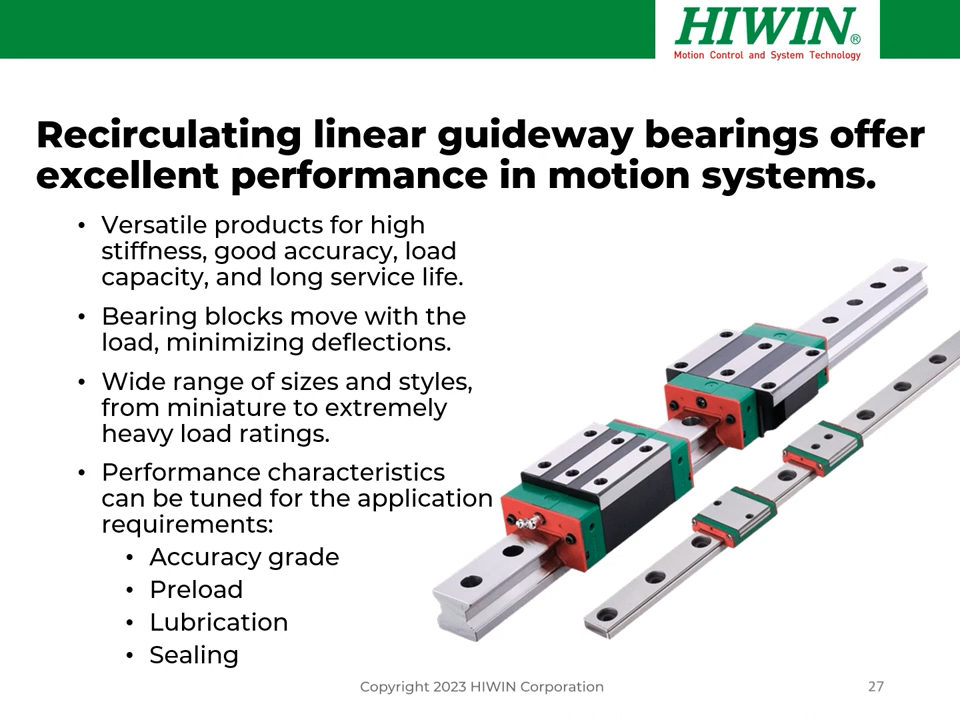 HIWIN®
Motion Control and System Technology
Recirculating linear guideway bearings offer
excellent performance in motion systems.
• Versatile products for high
stiffness, good accuracy, load
capacity, and long service life.
• Bearing blocks move with the
load, minimizing deflections.
• Wide range of sizes and styles,
from miniature to extremely
heavy load ratings.
• Performance characteristics
can be tuned for the application
requirements:
• Accuracy grade
• Preload
• Lubrication
• Sealing
Copyright 2023 HIWIN Corporation
27